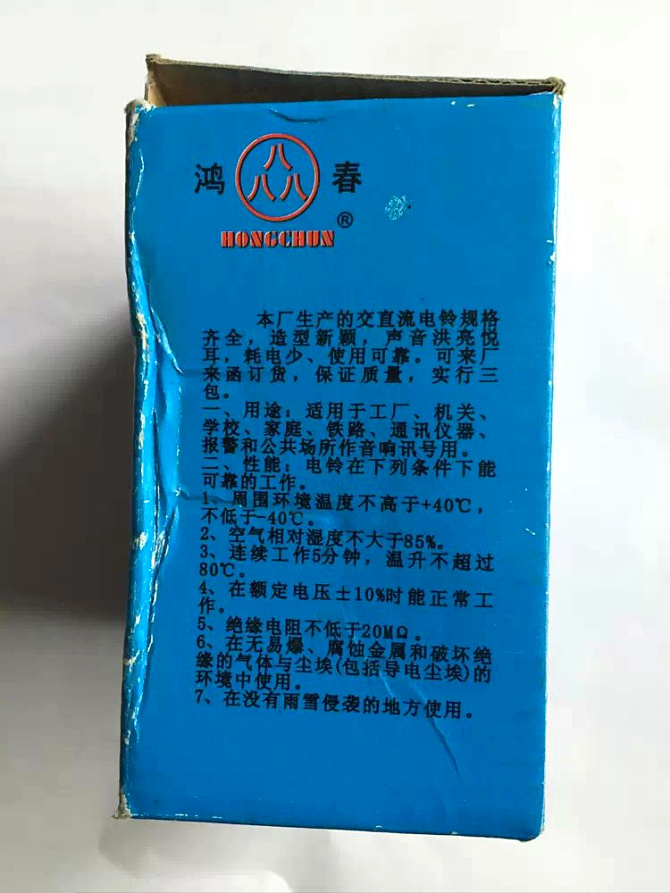 鸿 八八八 春
HONGCHUN ®
本厂生产的交直流电铃规格
齐全，造型新颖，声音洪亮悦
耳，耗电少、使用可靠。可来厂
来函订货，保证质量，实行三
包。
一、用途：适用于工厂、机关、
学校、家庭、铁路、通讯仪器、
报警和公共场所作音响讯号用。
二、性能：电铃在下列条件下能
可靠的工作。
1、周围环境温度不高于+40℃，
不低于-40℃。
2、空气相对湿度不大于85%。
3、连续工作5分钟，温升不超过
80℃。
4、在额定电压±10%时能正常工
作。
5、绝缘电阻不低于20MΩ。
6、在无易爆、腐蚀金属和破坏绝
缘的气体与尘埃(包括导电尘埃)的
环境中使用。
7、在没有雨雪侵袭的地方使用。